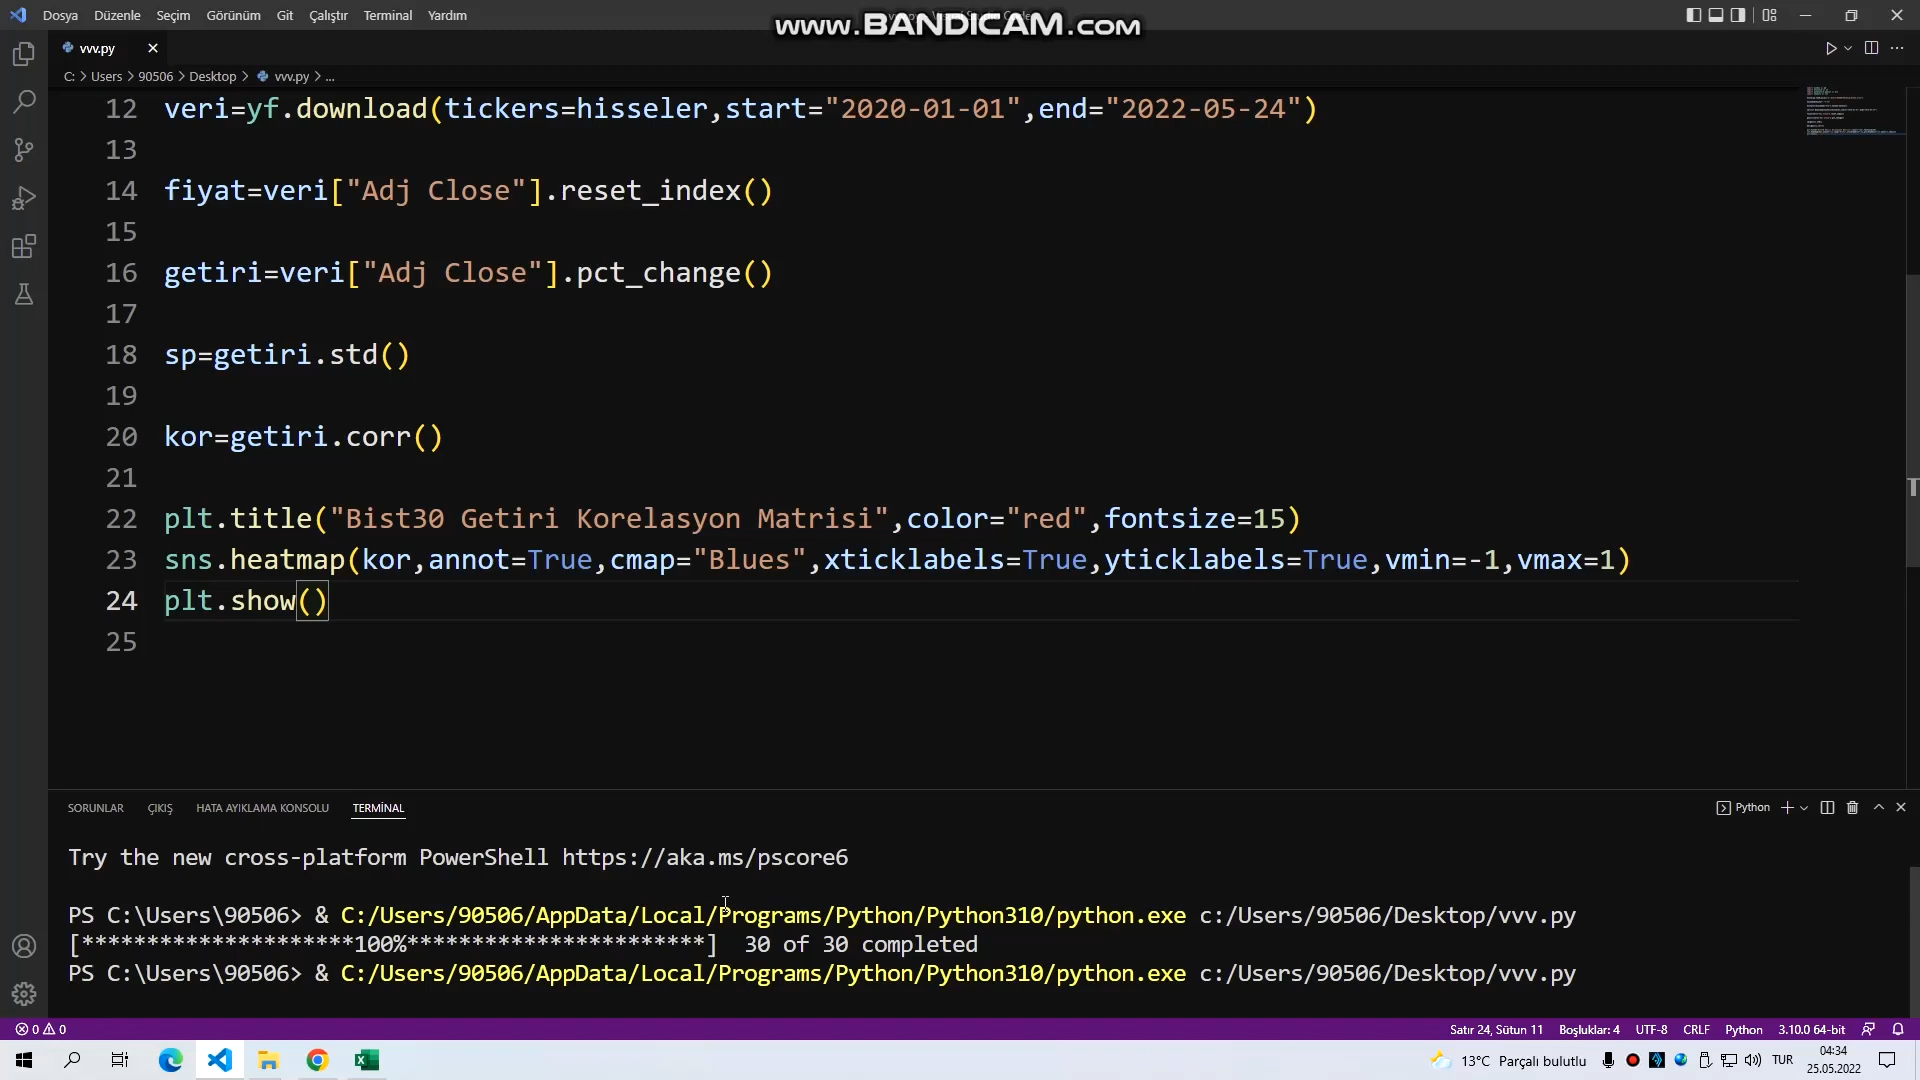 Dosya Düzenle Seçim Görünüm Git Çalıştır Terminal Yardım
www.BANDICAM.com
vvv.py
C: > Users > 90506 > Desktop > vvv.py > ...
12 veri=yf.download(tickers=hisseler,start="2020-01-01",end="2022-05-24")
13
14 fiyat=veri["Adj Close"].reset_index()
15
16 getiri=veri["Adj Close"].pct_change()
17
18 sp=getiri.std()
19
20 kor=getiri.corr()
21
22 plt.title("Bist30 Getiri Korelasyon Matrisi",color="red",fontsize=15)
23 sns.heatmap(kor,annot=True,cmap="Blues",xticklabels=True,yticklabels=True,vmin=-1,vmax=1)
24 plt.show()
25
SORUNLAR ÇIKIŞ HATA AYIKLAMA KONSOLU TERMİNAL
Python
Try the new cross-platform PowerShell https://aka.ms/pscore6
PS C:\Users\90506> & C:/Users/90506/AppData/Local/Programs/Python/Python310/python.exe c:/Users/90506/Desktop/vvv.py
[*********************100%***********************]  30 of 30 completed
PS C:\Users\90506> & C:/Users/90506/AppData/Local/Programs/Python/Python310/python.exe c:/Users/90506/Desktop/vvv.py
0 0
Satır 24, Sütun 11 Boşluklar: 4 UTF-8 CRLF Python 3.10.0 64-bit
13°C Parçalı bulutlu TUR 04:34
25.05.2022